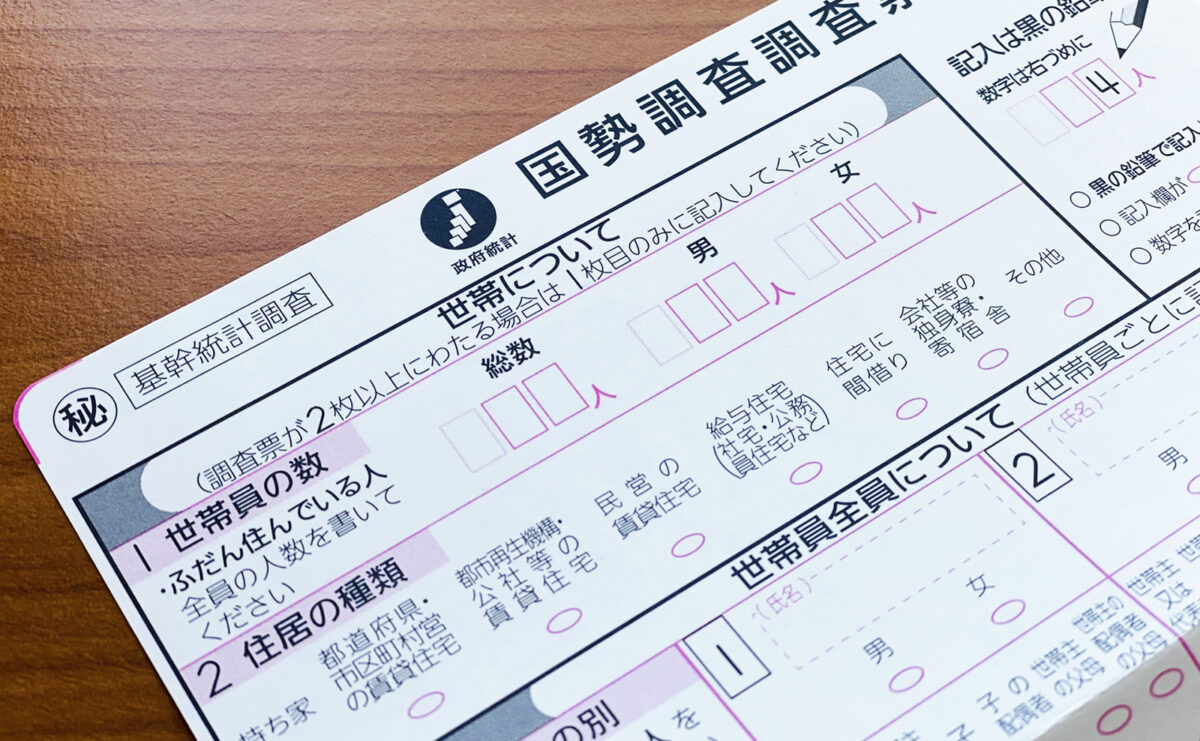 国勢調査調査票
政府統計
秘
基幹統計調査
記入は黒の鉛筆
数字は右づめに
4人
黒の鉛筆で記入
記入欄が
数字を
世帯について
(調査票が2枚以上にわたる場合は1枚目のみに記入してください)
1 世帯員の数
・ふだん住んでいる人
全員の人数を書いて
ください
総数
人
男
人
女
人
2 住居の種類
持ち家
都道府県・
市区町村営
の賃貸住宅
都市再生機構・
公社等の
賃貸住宅
民営の
賃貸住宅
給与住宅
(社宅・公務
員住宅など)
住宅に
間借り
会社等の
独身寮・
寄宿舎
その他
世帯員全員について (世帯員ごとに記
1
(氏名)
男
女
2
(氏名)
男
の別
人を
子
子の
配偶者
世帯主
の父母
世帯主の
配偶者
の父母
世帯主
又は
代表